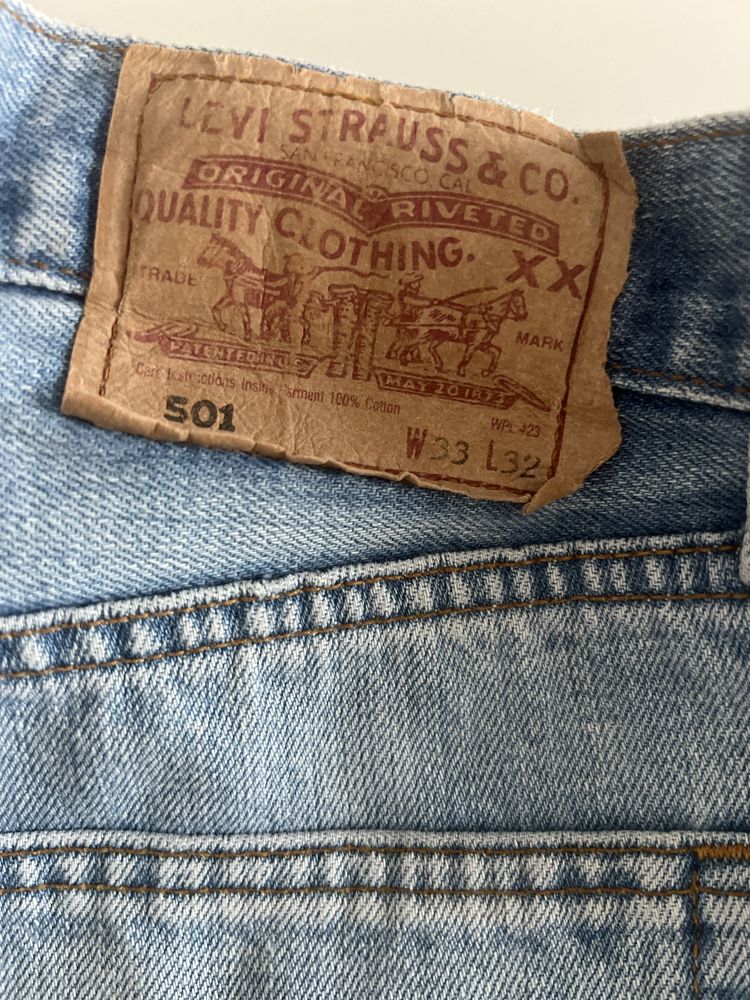 LEVI STRAUSS & CO.
SAN FRANCISCO, CAL
ORIGINAL RIVETED
QUALITY CLOTHING.
XX
TRADE MARK
PATENTED IN U.S.
MAY 20 1873
Care Instructions Inside Garment 100% Cotton
501
WPL 423
W33 L32